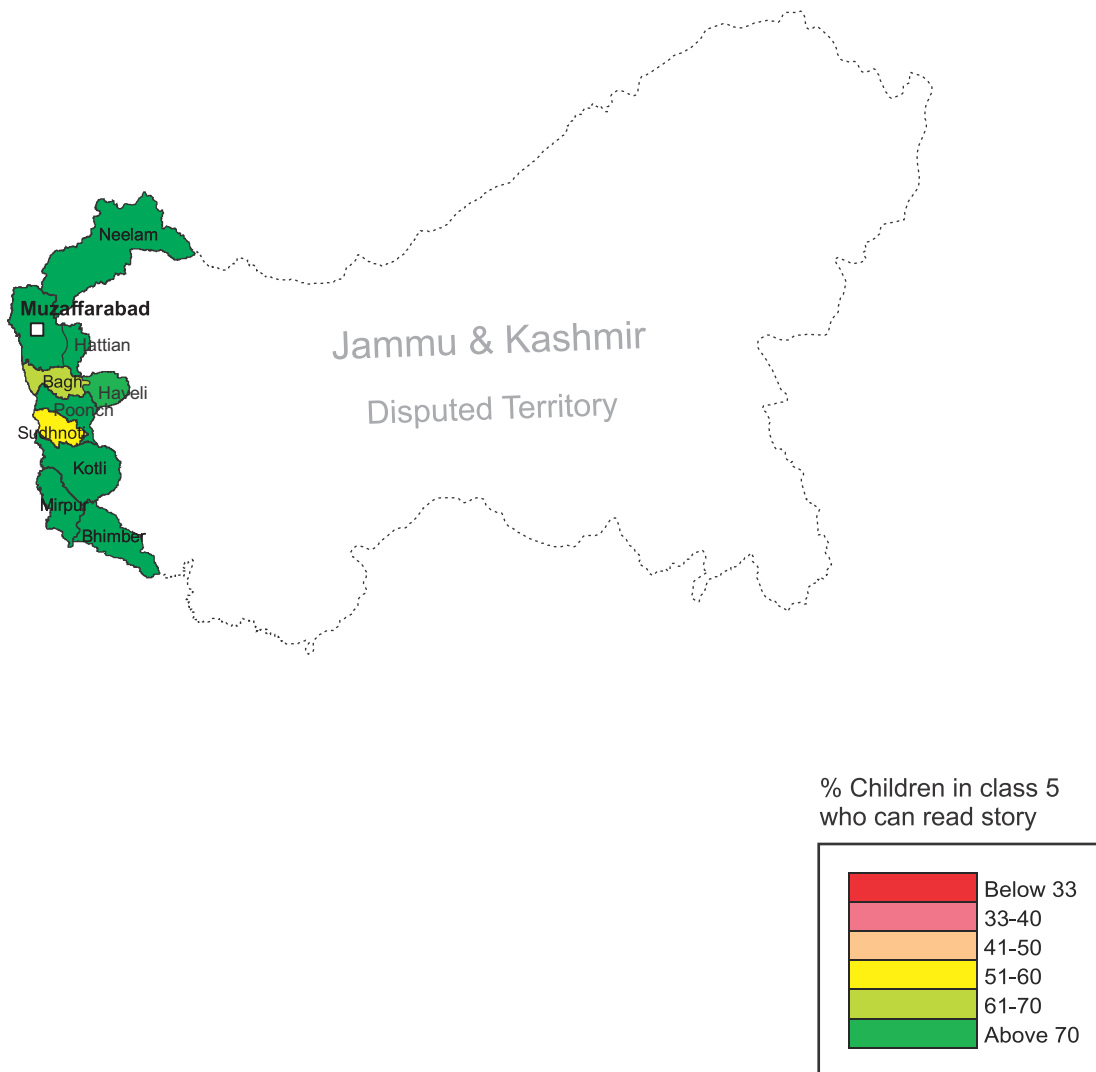 Neelam
Muzaffarabad
Hattian
Jammu & Kashmir
Disputed Territory
Bagh
Haveli
Poonch
Sudhnoti
Kotli
Mirpur
Bhimber
% Children in class 5
who can read story
Below 33
33-40
41-50
51-60
61-70
Above 70